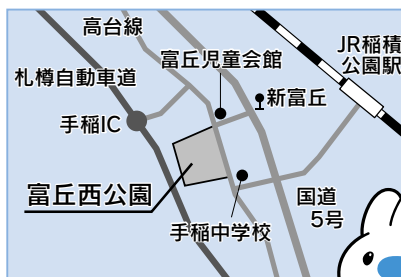 高台線
JR稲積
公園駅
富丘児童会館
札樽自動車道
新富丘
手稲IC
富丘西公園
国道
5号
手稲中学校